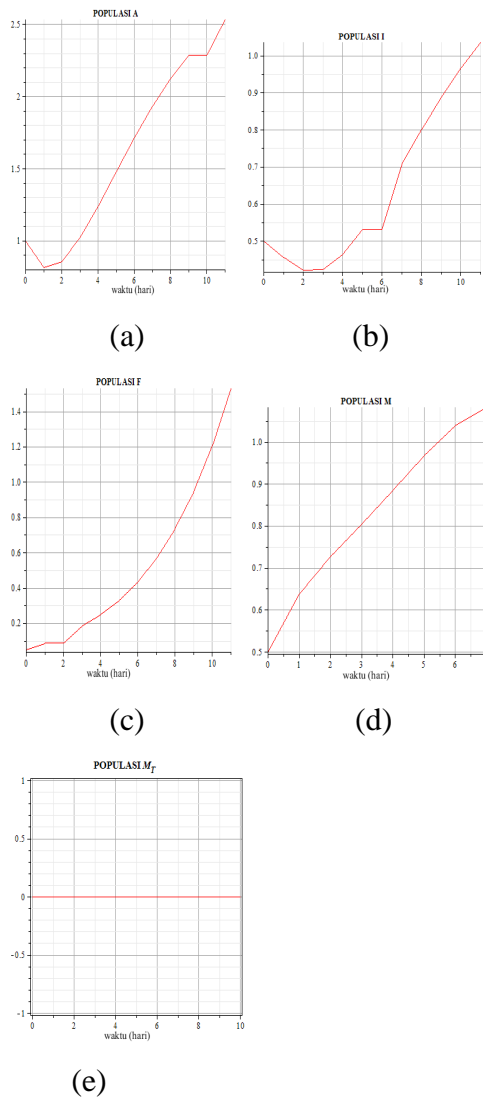 POPULASI A
2.5
2
1.5
1
0 2 4 6 8 10
waktu (hari)
(a)
POPULASI I
1.0
0.9
0.8
0.7
0.6
0.5
0 2 4 6 8 10
waktu (hari)
(b)
POPULASI F
1.4
1.2
1.0
0.8
0.6
0.4
0.2
0 2 4 6 8 10
waktu (hari)
(c)
POPULASI M
1.0
0.9
0.8
0.7
0.6
0.5
0 1 2 3 4 5 6
waktu (hari)
(d)
POPULASI M_T
1
0.5
0
-0.5
-1
0 2 4 6 8 10
waktu (hari)
(e)